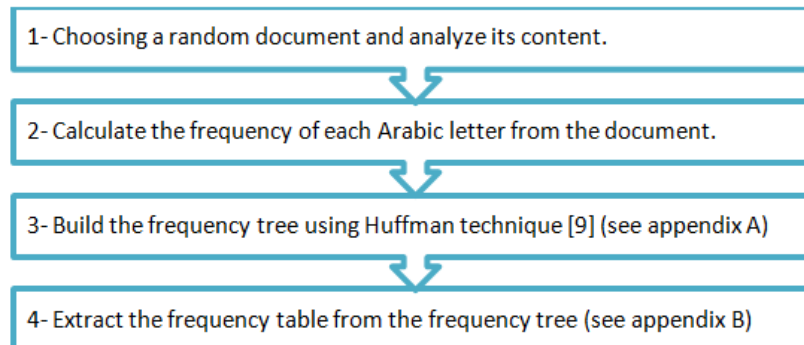 1- Choosing a random document and analyze its content.
2- Calculate the frequency of each Arabic letter from the document.
3- Build the frequency tree using Huffman technique [9] (see appendix A)
4- Extract the frequency table from the frequency tree (see appendix B)